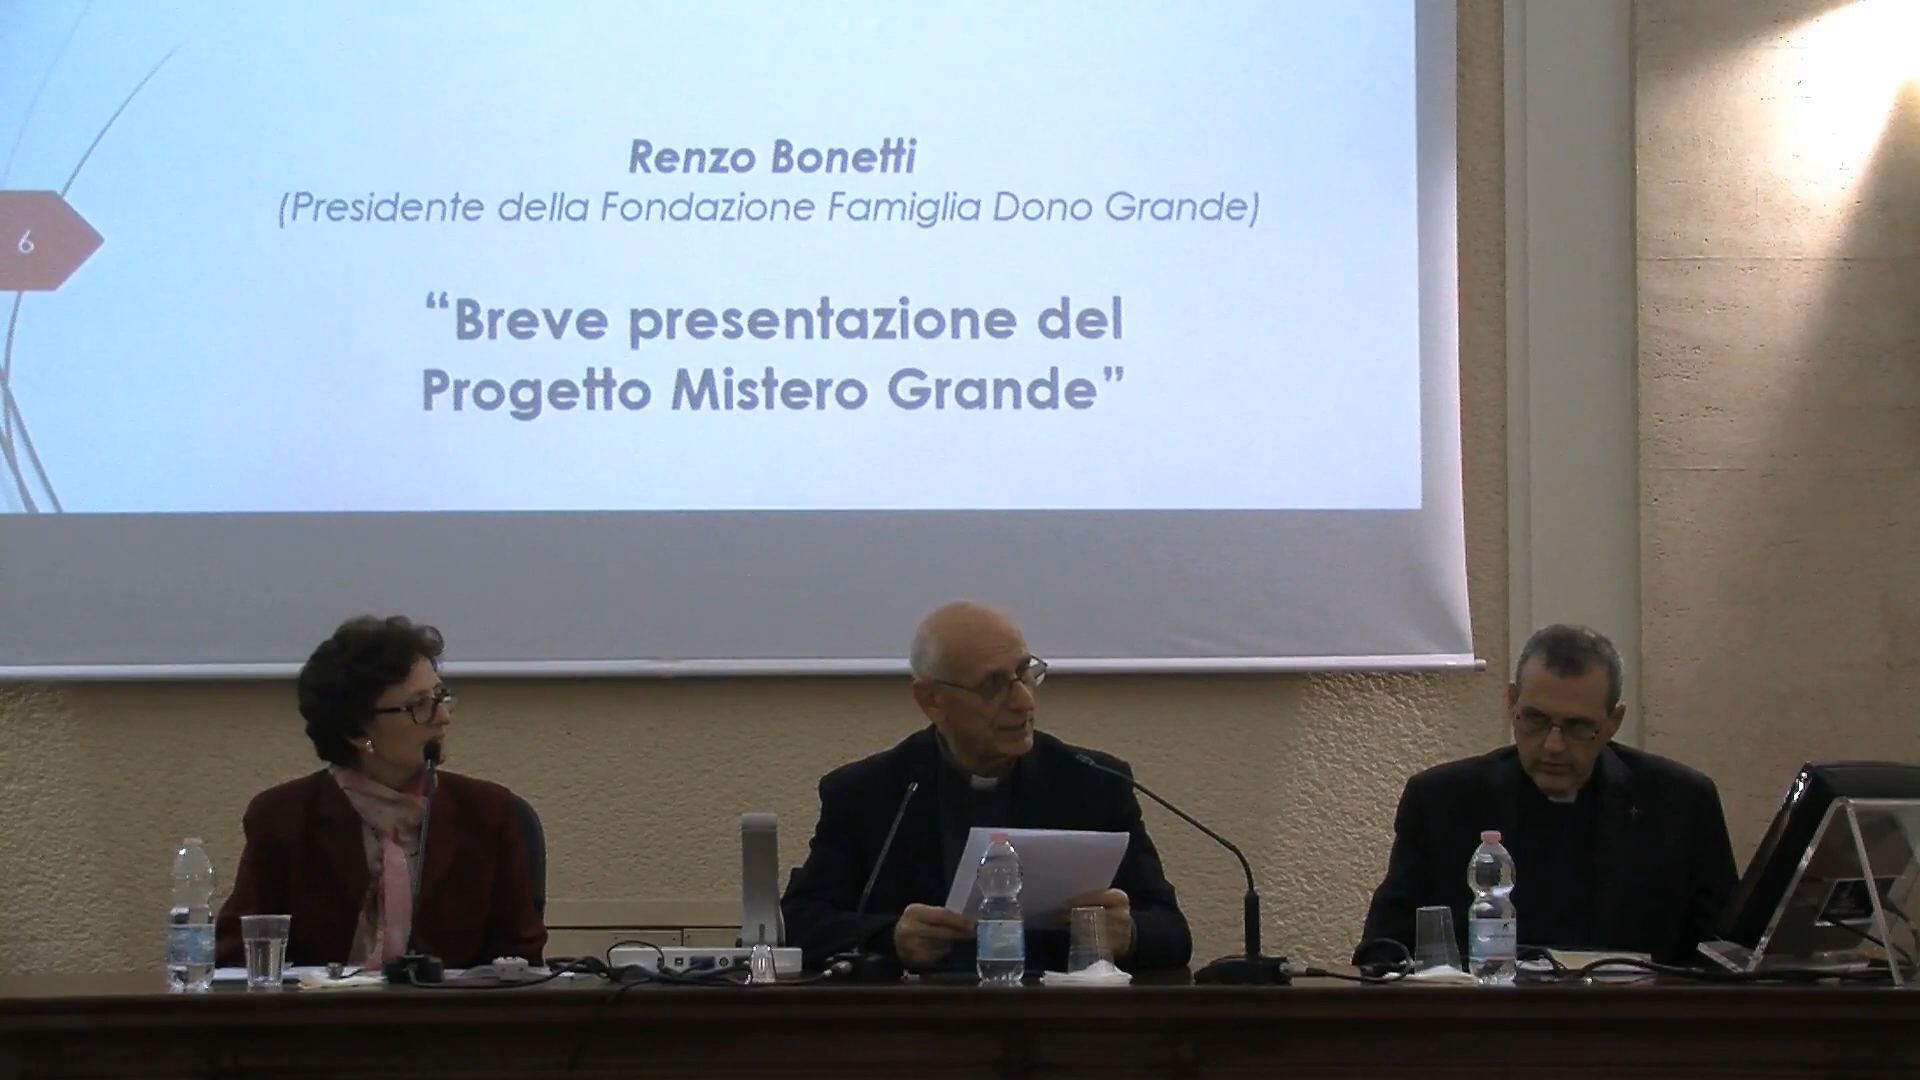 Renzo Bonetti
(Presidente della Fondazione Famiglia Dono Grande)
6
“Breve presentazione del
Progetto Mistero Grande”